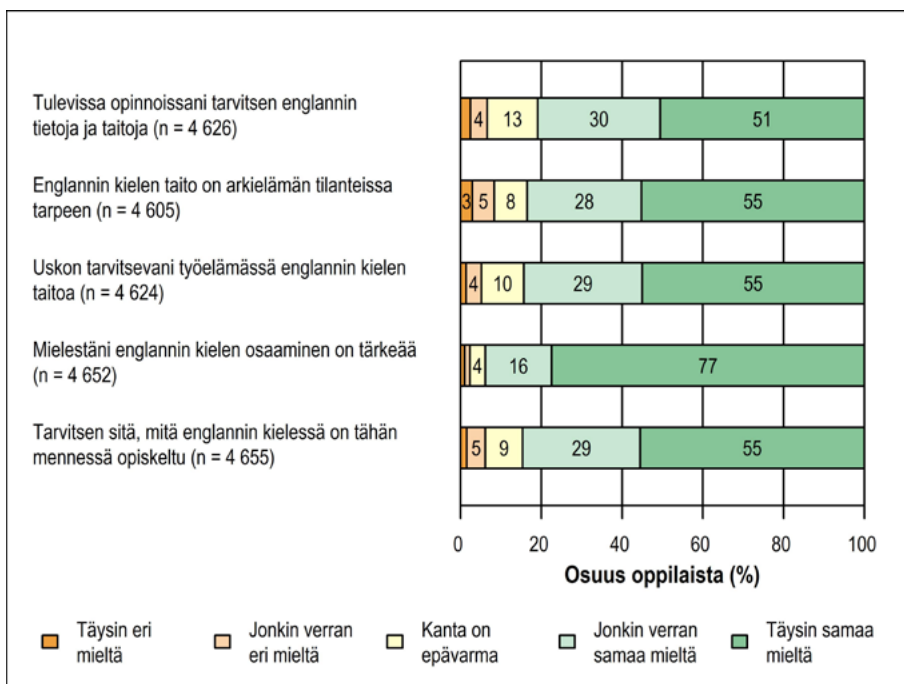 Tulevissa opinnoissani tarvitsen englannin
tietoja ja taitoja (n = 4 626)
4 13 30 51
Englannin kielen taito on arkielämän tilanteissa
tarpeen (n = 4 605)
3 5 8 28 55
Uskon tarvitsevani työelämässä englannin kielen
taitoa (n = 4 624)
4 10 29 55
Mielestäni englannin kielen osaaminen on tärkeää
(n = 4 652)
4 16 77
Tarvitsen sitä, mitä englannin kielessä on tähän
mennessä opiskeltu (n = 4 655)
5 9 29 55
0 20 40 60 80 100
Osuus oppilaista (%)
Täysin eri
mieltä
Jonkin verran
eri mieltä
Kanta on
epävarma
Jonkin verran
samaa mieltä
Täysin samaa
mieltä